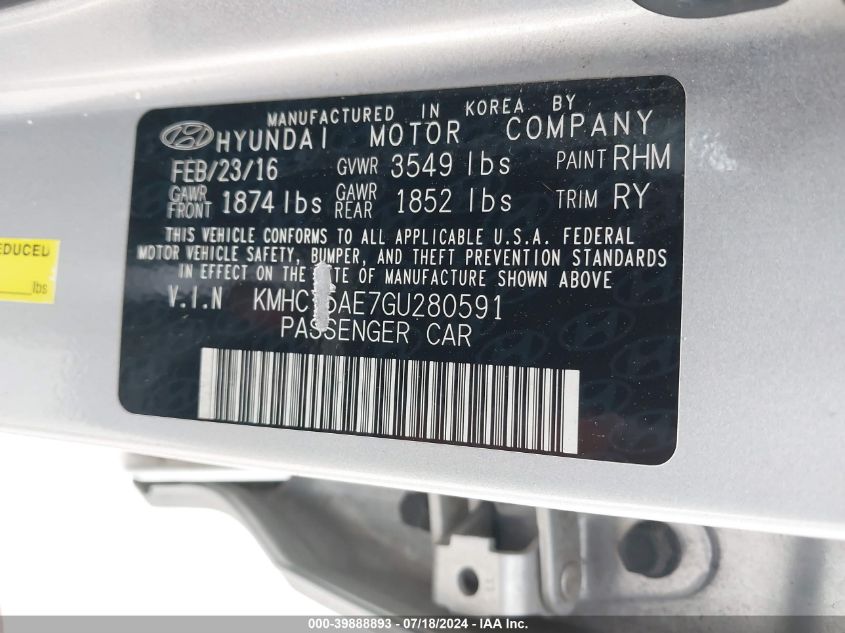 MANUFACTURED IN KOREA BY
HYUNDAI MOTOR COMPANY
FEB/23/16 GVWR 3549 lbs PAINT RHM
GAWR FRONT 1874 lbs GAWR REAR 1852 lbs TRIM RY
THIS VEHICLE CONFORMS TO ALL APPLICABLE U.S.A. FEDERAL
MOTOR VEHICLE SAFETY, BUMPER, AND THEFT PREVENTION STANDARDS
IN EFFECT ON THE DATE OF MANUFACTURE SHOWN ABOVE
V.I.N
PASSENGER CAR
lbs
000-39888893 - 07/18/2024 - IAA Inc.